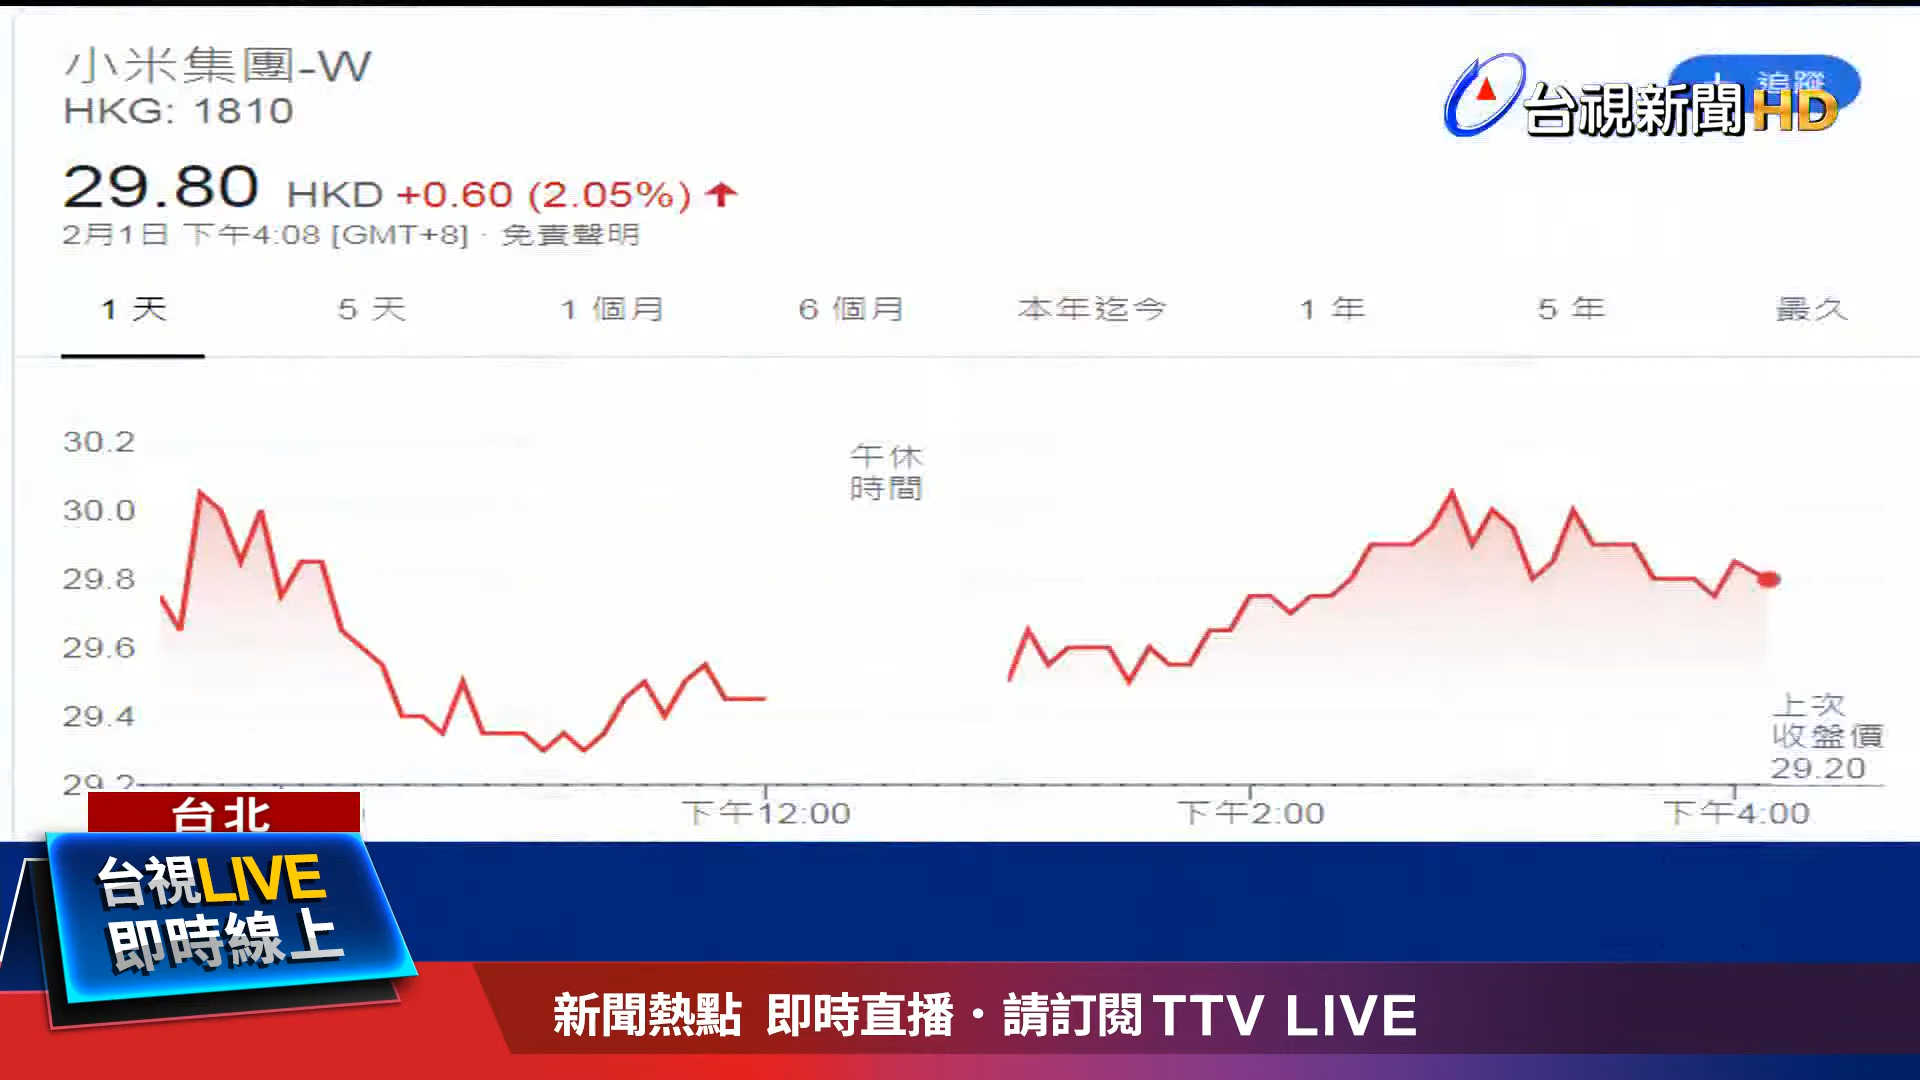 小米集團-W
HKG: 1810
追蹤
台視新聞HD
29.80 HKD +0.60 (2.05%)
2月1日 下午4:08 [GMT+8] · 免責聲明
1 天 5 天 1 個月 6 個月 本年迄今 1 年 5 年 最久
30.2
30.0
29.8
29.6
29.4
29.2
午休
時間
上次
收盤價
29.20
下午12:00 下午2:00 下午4:00
台北
台視LIVE
即時線上
新聞熱點 即時直播・請訂閱TTV LIVE